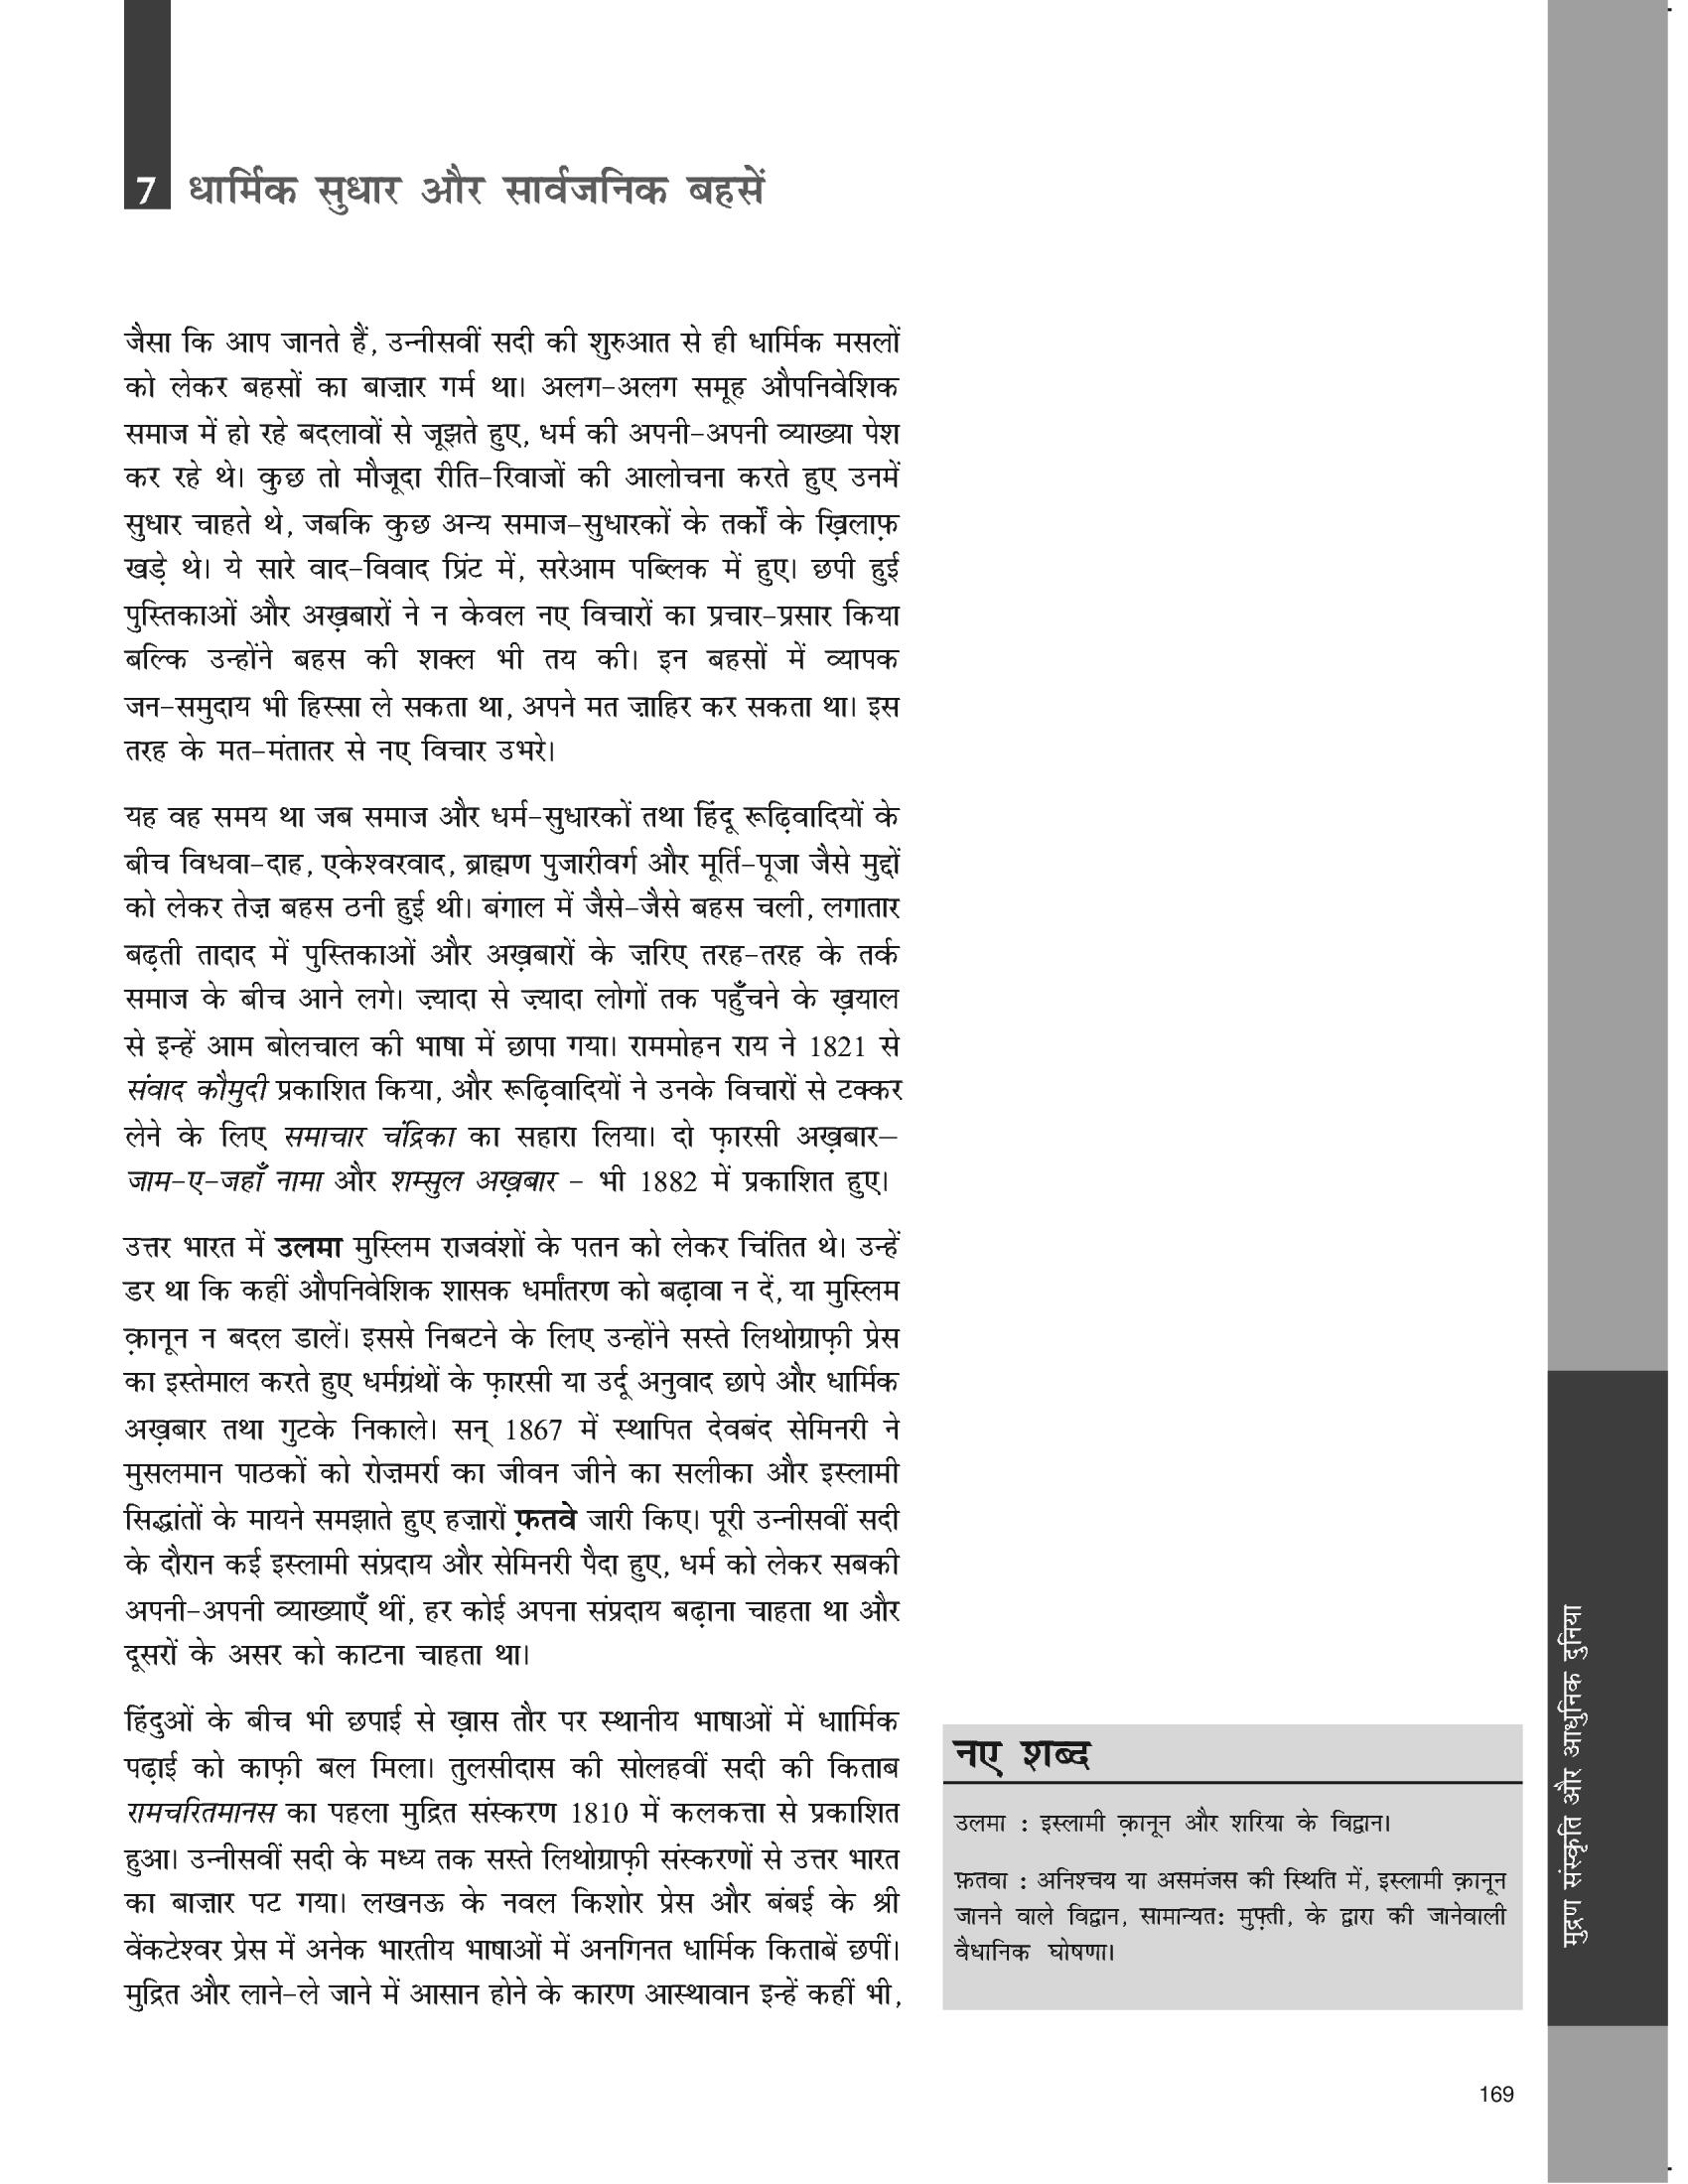 7 धार्मिक सुधार और सार्वजनिक बहसें
जैसा कि आप जानते हैं, उन्नीसवीं सदी की शुरुआत से ही धार्मिक मसलों
को लेकर बहसों का बाज़ार गर्म था। अलग-अलग समूह औपनिवेशिक
समाज में हो रहे बदलावों से जूझते हुए, धर्म की अपनी-अपनी व्याख्या पेश
कर रहे थे। कुछ तो मौजूदा रीति-रिवाजों की आलोचना करते हुए उनमें
सुधार चाहते थे, जबकि कुछ अन्य समाज-सुधारकों के तर्कों के ख़िलाफ़
खड़े थे। ये सारे वाद-विवाद प्रिंट में, सरेआम पब्लिक में हुए। छपी हुई
पुस्तिकाओं और अख़बारों ने न केवल नए विचारों का प्रचार-प्रसार किया
बल्कि उन्होंने बहस की शक्ल भी तय की। इन बहसों में व्यापक
जन-समुदाय भी हिस्सा ले सकता था, अपने मत ज़ाहिर कर सकता था। इस
तरह के मत-मंतातर से नए विचार उभरे।
यह वह समय था जब समाज और धर्म-सुधारकों तथा हिंदू रूढ़िवादियों के
बीच विधवा-दाह, एकेश्वरवाद, ब्राह्मण पुजारीवर्ग और मूर्ति-पूजा जैसे मुद्दों
को लेकर तेज़ बहस ठनी हुई थी। बंगाल में जैसे-जैसे बहस चली, लगातार
बढ़ती तादाद में पुस्तिकाओं और अख़बारों के ज़रिए तरह-तरह के तर्क
समाज के बीच आने लगे। ज़्यादा से ज़्यादा लोगों तक पहुँचने के ख़याल
से इन्हें आम बोलचाल की भाषा में छापा गया। राममोहन राय ने 1821 से
संवाद कौमुदी प्रकाशित किया, और रूढ़िवादियों ने उनके विचारों से टक्कर
लेने के लिए समाचार चंद्रिका का सहारा लिया। दो फ़ारसी अख़बार–
जाम-ए-जहाँ नामा और शम्सुल अख़बार - भी 1882 में प्रकाशित हुए।
उत्तर भारत में उलमा मुस्लिम राजवंशों के पतन को लेकर चिंतित थे। उन्हें
डर था कि कहीं औपनिवेशिक शासक धर्मांतरण को बढ़ावा न दें, या मुस्लिम
क़ानून न बदल डालें। इससे निबटने के लिए उन्होंने सस्ते लिथोग्राफ़ी प्रेस
का इस्तेमाल करते हुए धर्मग्रंथों के फ़ारसी या उर्दू अनुवाद छापे और धार्मिक
अख़बार तथा गुटके निकाले। सन् 1867 में स्थापित देवबंद सेमिनरी ने
मुसलमान पाठकों को रोज़मर्रा का जीवन जीने का सलीका और इस्लामी
सिद्धांतों के मायने समझाते हुए हज़ारों फ़तवे जारी किए। पूरी उन्नीसवीं सदी
के दौरान कई इस्लामी संप्रदाय और सेमिनरी पैदा हुए, धर्म को लेकर सबकी
अपनी-अपनी व्याख्याएँ थीं, हर कोई अपना संप्रदाय बढ़ाना चाहता था और
दूसरों के असर को काटना चाहता था।
हिंदुओं के बीच भी छपाई से ख़ास तौर पर स्थानीय भाषाओं में धाार्मिक
पढ़ाई को काफ़ी बल मिला। तुलसीदास की सोलहवीं सदी की किताब
रामचरितमानस का पहला मुद्रित संस्करण 1810 में कलकत्ता से प्रकाशित
हुआ। उन्नीसवीं सदी के मध्य तक सस्ते लिथोग्राफ़ी संस्करणों से उत्तर भारत
का बाज़ार पट गया। लखनऊ के नवल किशोर प्रेस और बंबई के श्री
वेंकटेश्वर प्रेस में अनेक भारतीय भाषाओं में अनगिनत धार्मिक किताबें छपीं।
मुद्रित और लाने-ले जाने में आसान होने के कारण आस्थावान इन्हें कहीं भी,
नए शब्द
उलमा : इस्लामी क़ानून और शरिया के विद्वान।
फ़तवा : अनिश्चय या असमंजस की स्थिति में, इस्लामी क़ानून
जानने वाले विद्वान, सामान्यत: मुफ़्ती, के द्वारा की जानेवाली
वैधानिक घोषणा।
मुद्रण संस्कृति और आधुनिक दुनिया
169